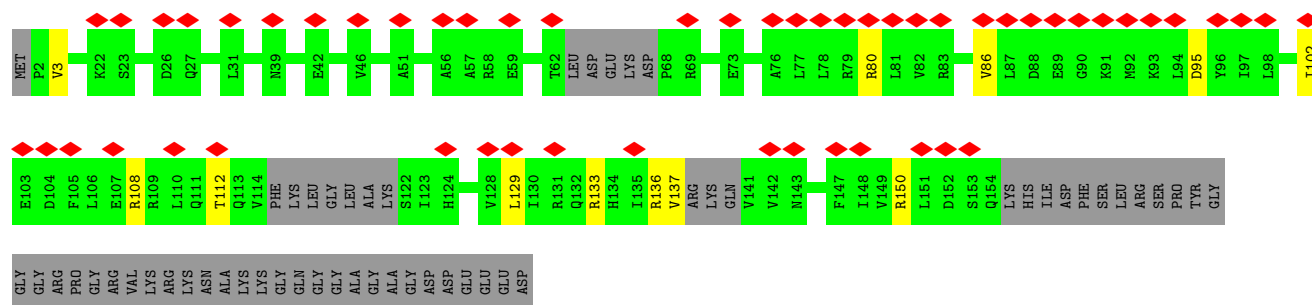 MET P2 V3 K22 S23 D26 Q27 L31 N39 E42 V46 A51 A56 A57 R58 E59 T62 LEU ASP GLU LYS ASP P68 R69 E73 A76 L77 L78 R79 R80 L81 V82 R83 V86 L87 D88 E89 G90 K91 M92 K93 L94 D95 Y96 I97 L98 I102
E103 D104 F105 L106 E107 R108 R109 L110 Q111 T112 Q113 V114 PHE LYS LEU GLY LEU ALA LYS S122 I123 H124 V128 L129 I130 R131 Q132 R133 H134 I135 R136 V137 ARG LYS GLN V141 V142 N143 F147 I148 V149 R150 L151 D152 S153 Q154 LYS HIS ILE ASP PHE SER LEU ARG SER PRO TYR GLY
GLY GLY ARG PRO GLY ARG VAL LYS ARG LYS ASN ALA LYS LYS GLY GLN GLY GLY ALA GLY ALA GLY ASP ASP GLU GLU GLU ASP